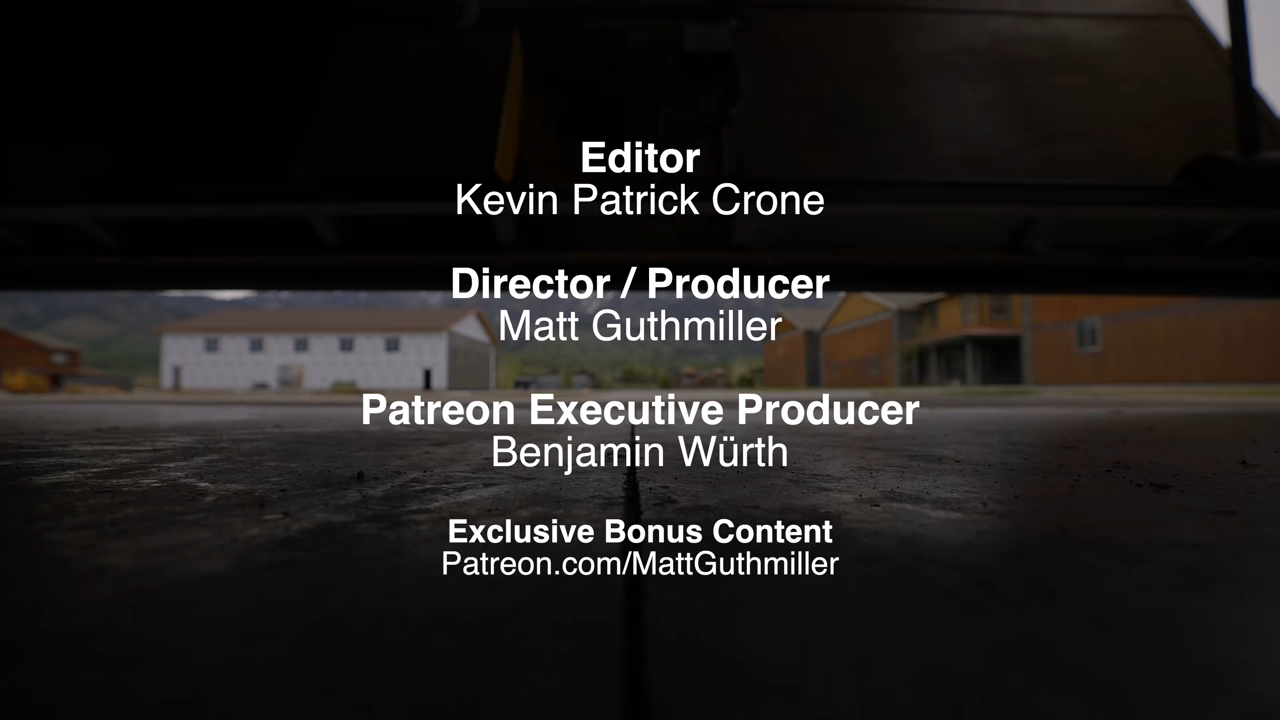 Editor
Kevin Patrick Crone
Director / Producer
Matt Guthmiller
Patreon Executive Producer
Benjamin Würth
Exclusive Bonus Content
Patreon.com/MattGuthmiller